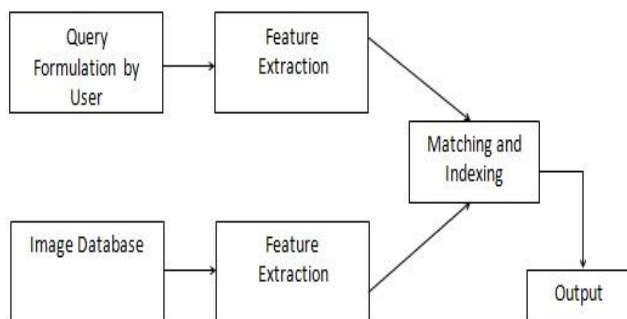 Query
Formulation by
User
Feature
Extraction
Matching and
Indexing
Image Database
Feature
Extraction
Output